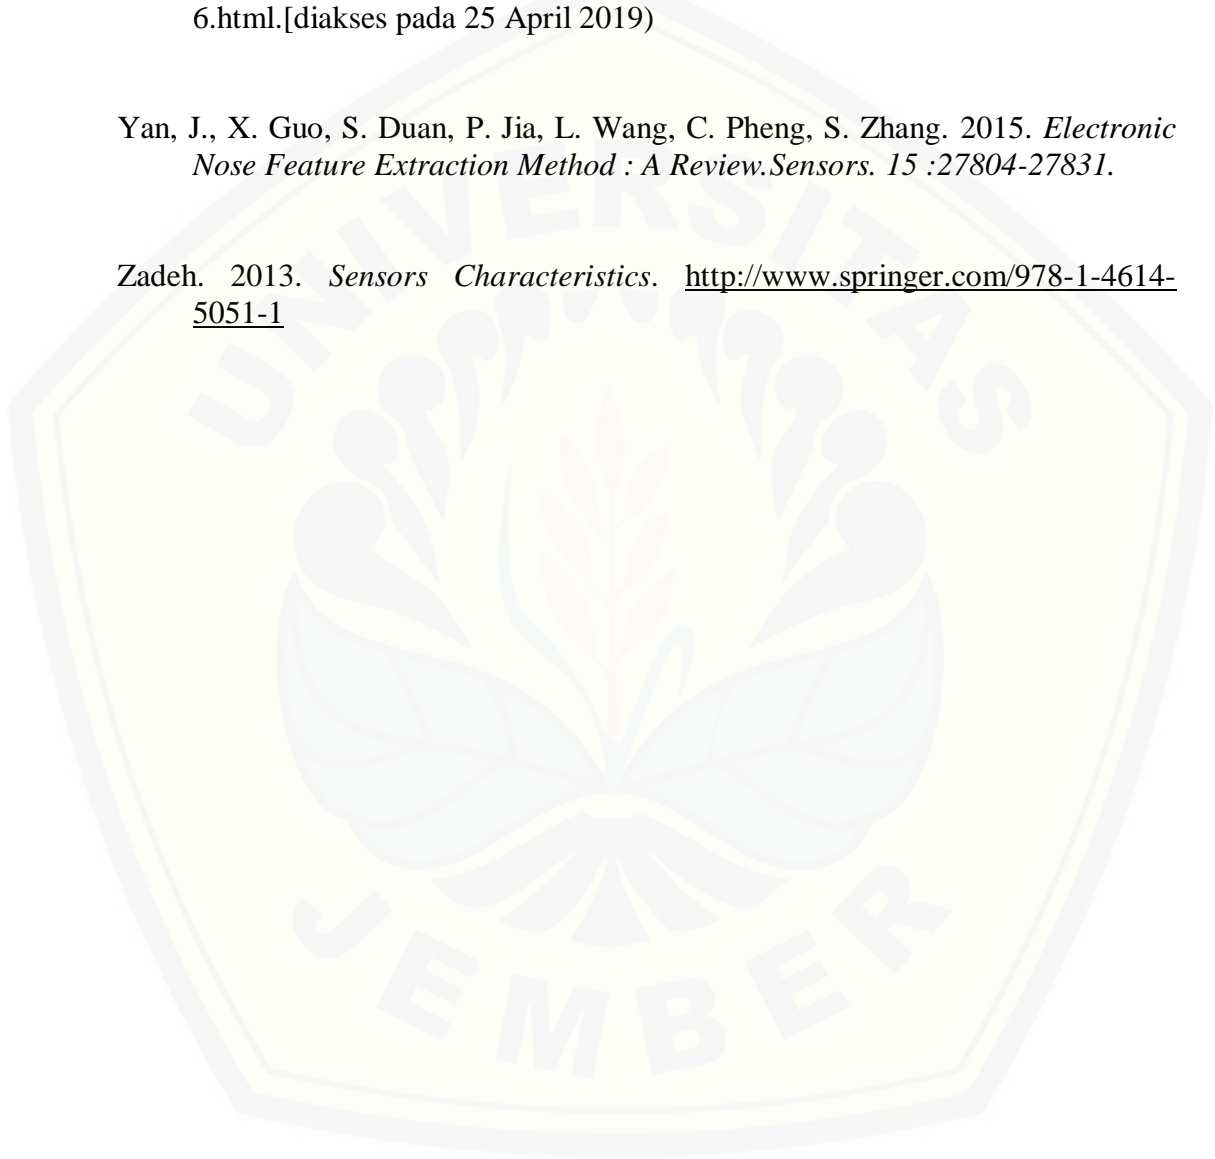 6.html.[diakses pada 25 April 2019)
Yan, J., X. Guo, S. Duan, P. Jia, L. Wang, C. Pheng, S. Zhang. 2015. Electronic
Nose Feature Extraction Method : A Review.Sensors. 15 :27804-27831.
Zadeh. 2013. Sensors Characteristics. http://www.springer.com/978-1-4614-
5051-1
UNIVERSITAS
JEMBER